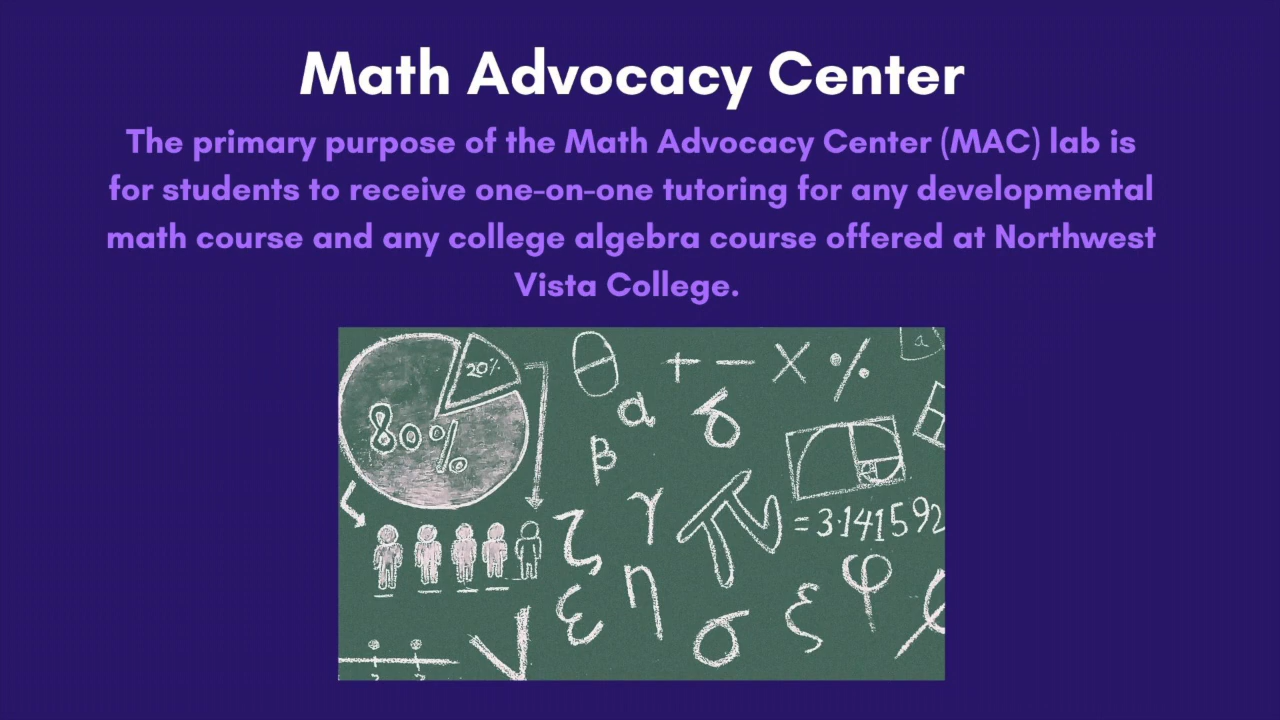 Math Advocacy Center
The primary purpose of the Math Advocacy Center (MAC) lab is
for students to receive one-on-one tutoring for any developmental
math course and any college algebra course offered at Northwest
Vista College.
20%
80%
θ + - × %
a
α δ
β
γ π = 3.141592
ζ
ε η σ ξ φ